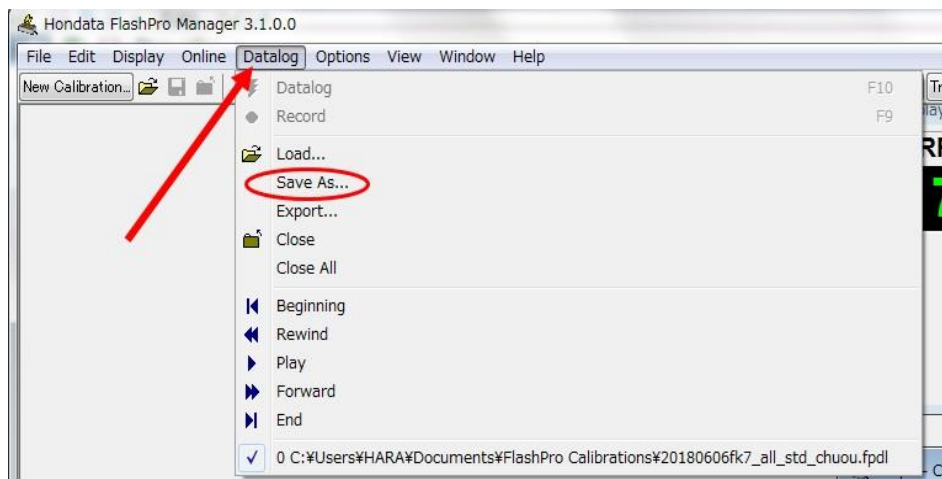 Hondata FlashPro Manager 3.1.0.0
File Edit Display Online Datalog Options View Window Help
New Calibration...
Datalog F10
Record F9
Load...
Save As...
Export...
Close
Close All
Beginning
Rewind
Play
Forward
End
0 C:¥Users¥HARA¥Documents¥FlashPro Calibrations¥20180606fk7_all_std_chuou.fpdl